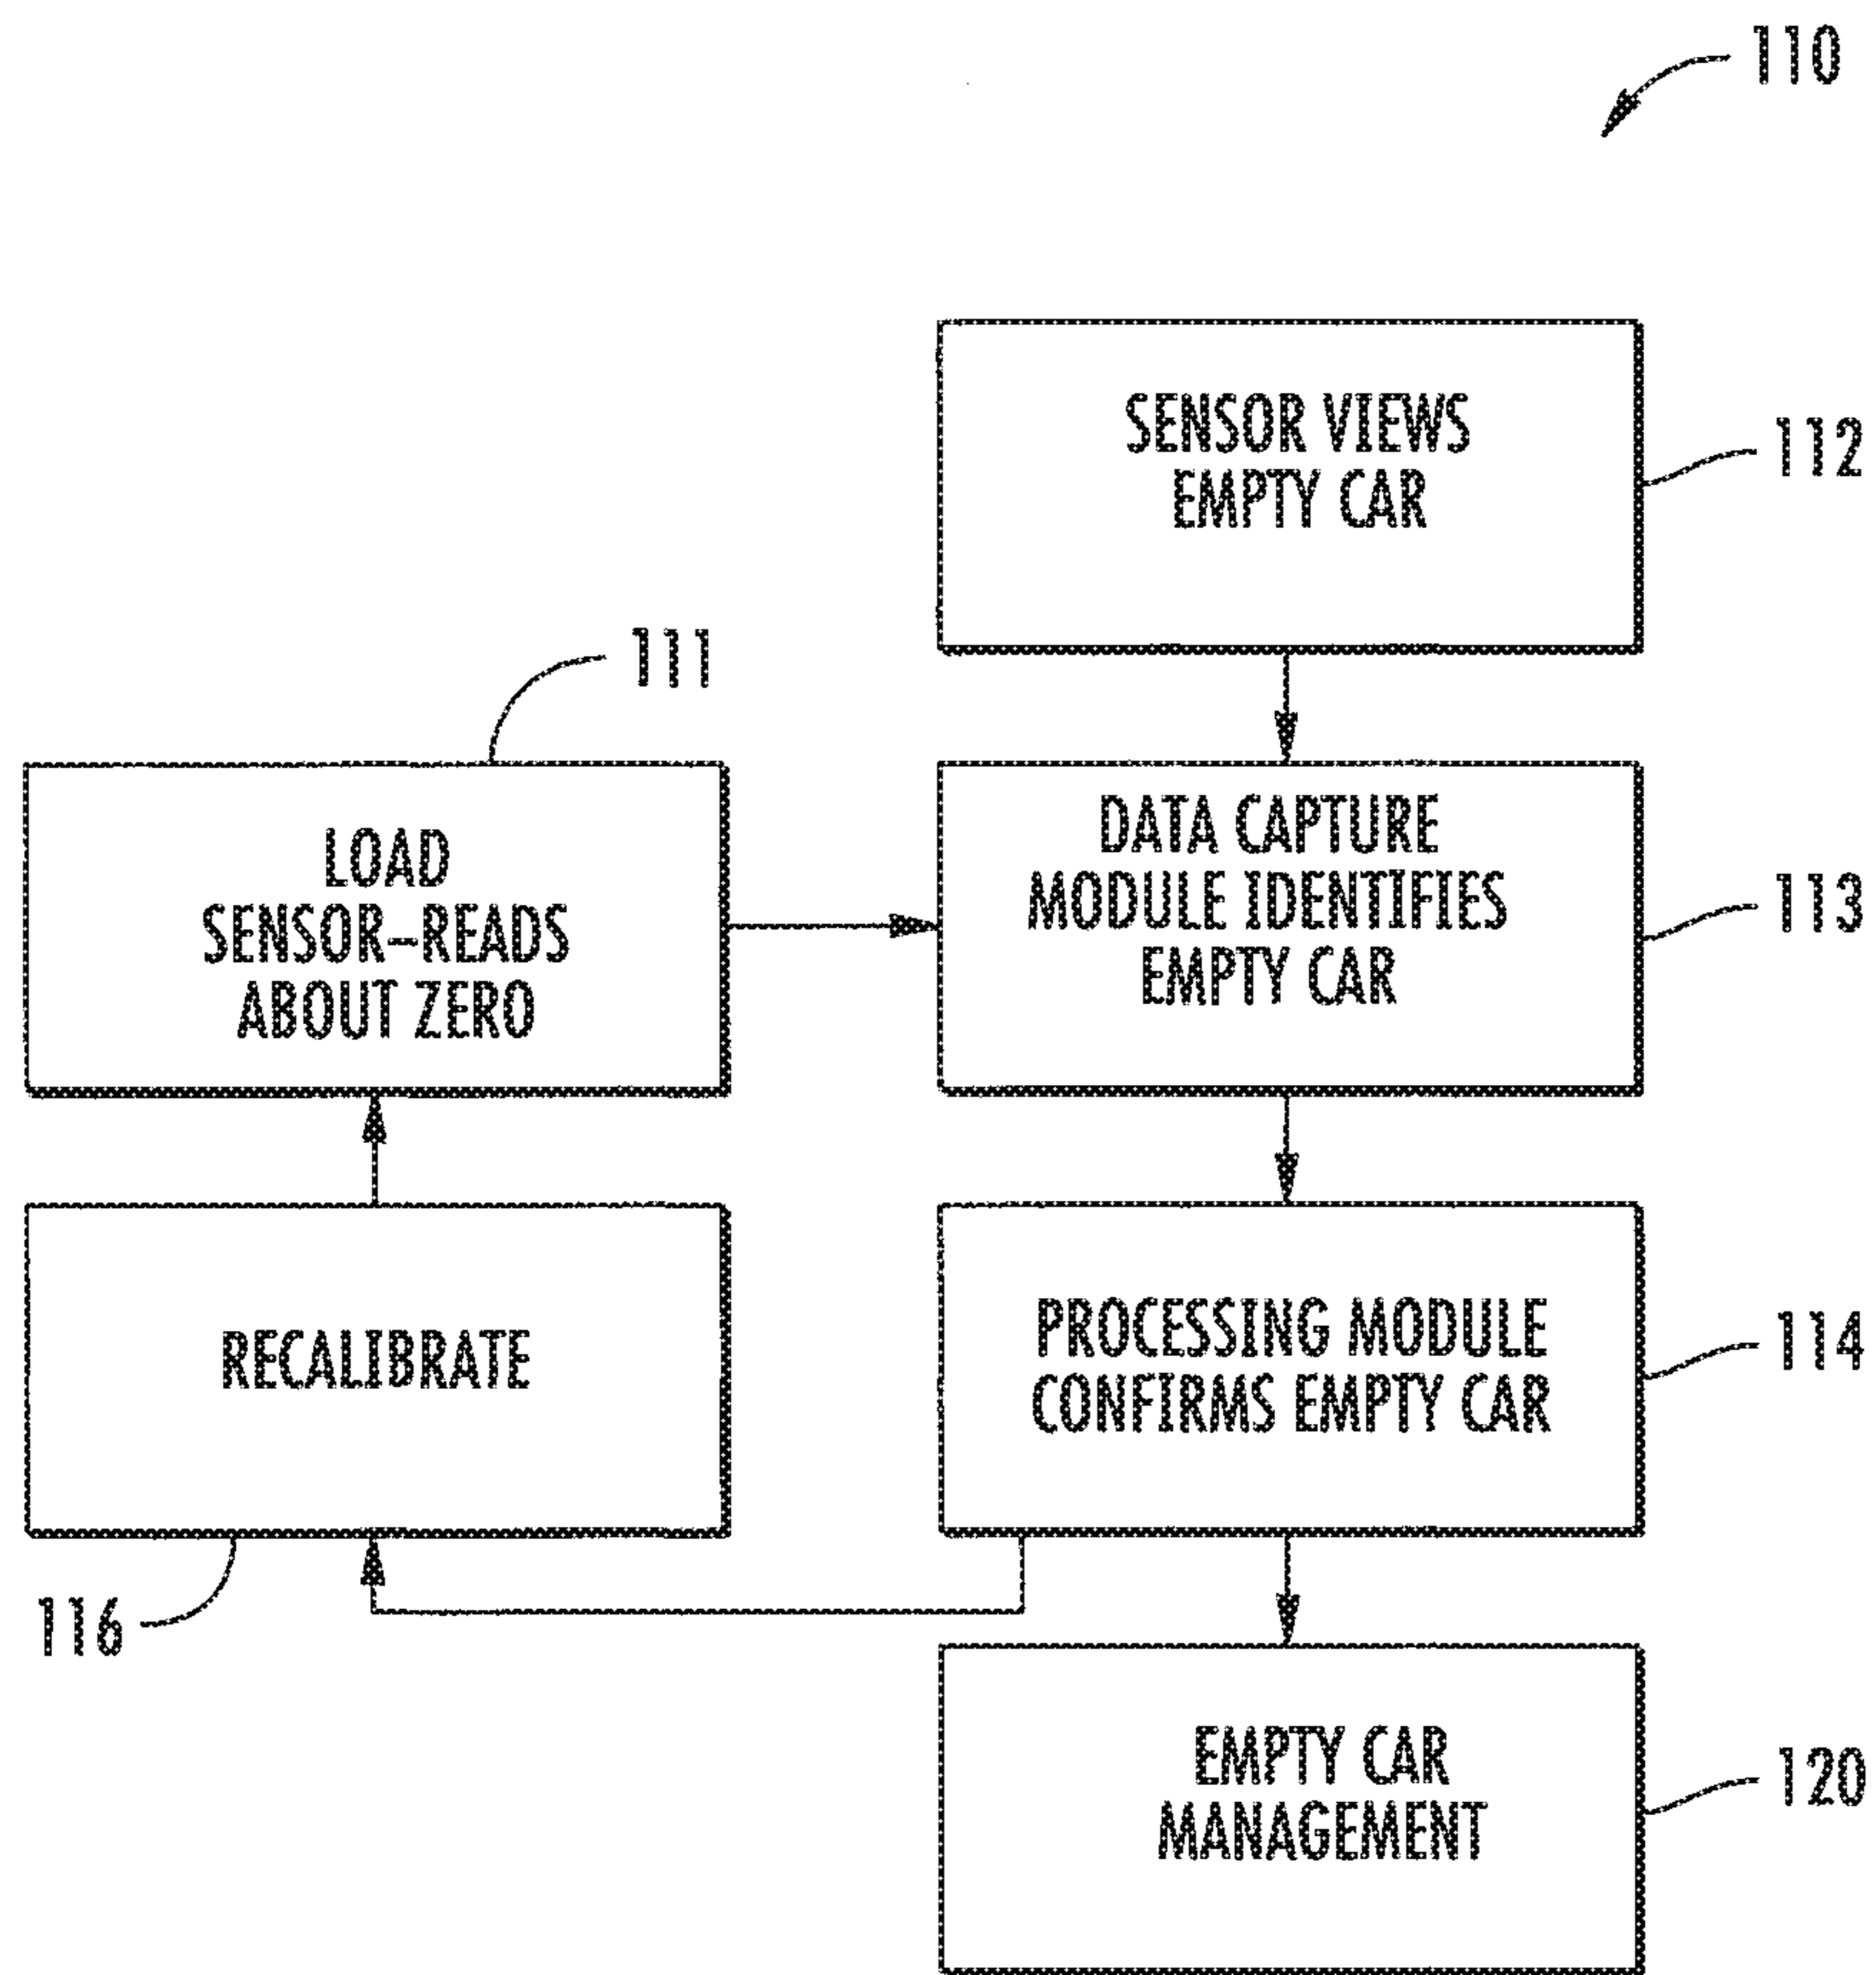 110
SENSOR VIEWS
EMPTY CAR
112
111
LOAD
SENSOR-READS
ABOUT ZERO
DATA CAPTURE
MODULE IDENTIFIES
EMPTY CAR
113
RECALIBRATE
116
PROCESSING MODULE
CONFIRMS EMPTY CAR
114
EMPTY CAR
MANAGEMENT
120